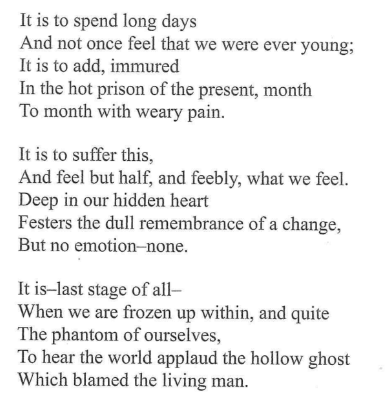 It is to spend long days
And not once feel that we were ever young;
It is to add, immured
In the hot prison of the present, month
To month with weary pain.

It is to suffer this,
And feel but half, and feebly, what we feel.
Deep in our hidden heart
Festers the dull remembrance of a change,
But no emotion–none.

It is–last stage of all–
When we are frozen up within, and quite
The phantom of ourselves,
To hear the world applaud the hollow ghost
Which blamed the living man.